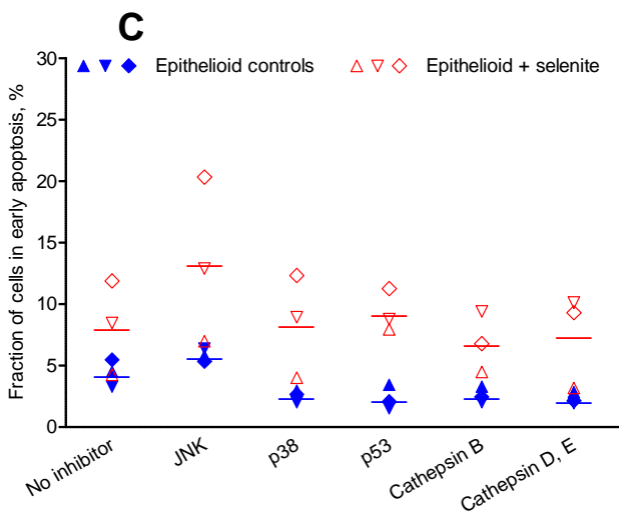 C
Epithelioid controls
Epithelioid + selenite
Fraction of cells in early apoptosis, %
30
25
20
15
10
5
0
No inhibitor
JNK
p38
p53
Cathepsin B
Cathepsin D, E